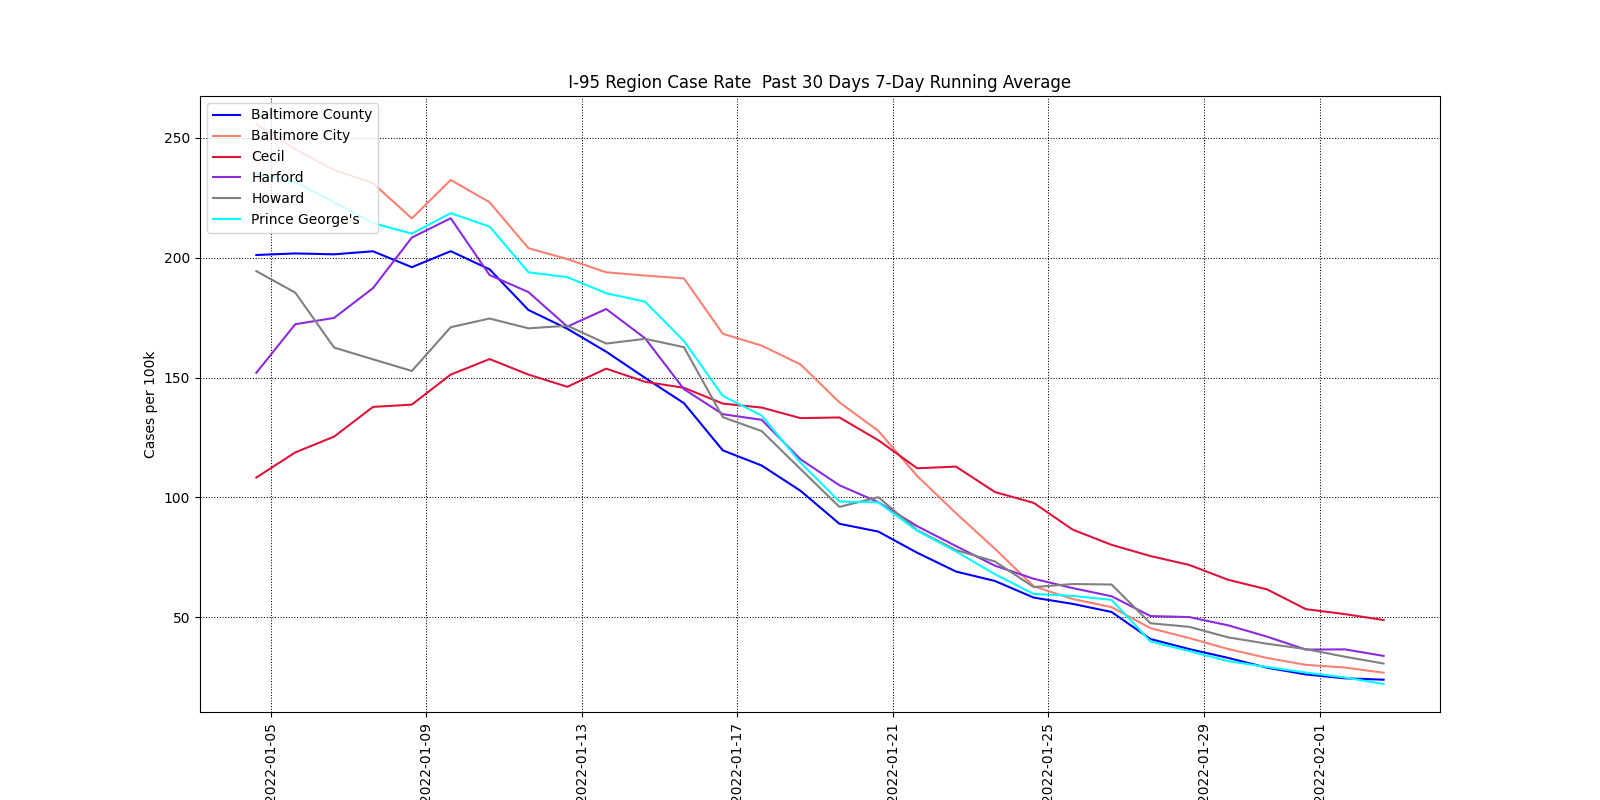 I-95 Region Case Rate  Past 30 Days 7-Day Running Average
Baltimore County
Baltimore City
Cecil
Harford
Howard
Prince George's
Cases per 100k
250
200
150
100
50
2022-01-05
2022-01-09
2022-01-13
2022-01-17
2022-01-21
2022-01-25
2022-01-29
2022-02-01